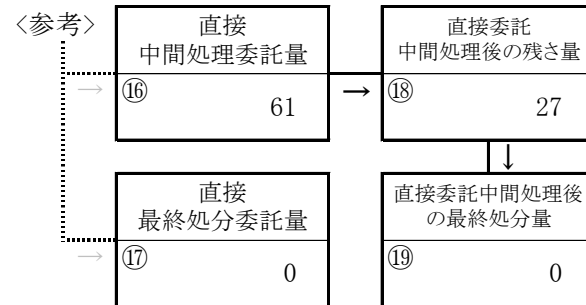 〈参考〉
直接
中間処理委託量
→
⑯
61
→
直接委託
中間処理後の残さ量
⑱
27
↓
直接
最終処分委託量
→
⑰
0
直接委託中間処理後
の最終処分量
⑲
0